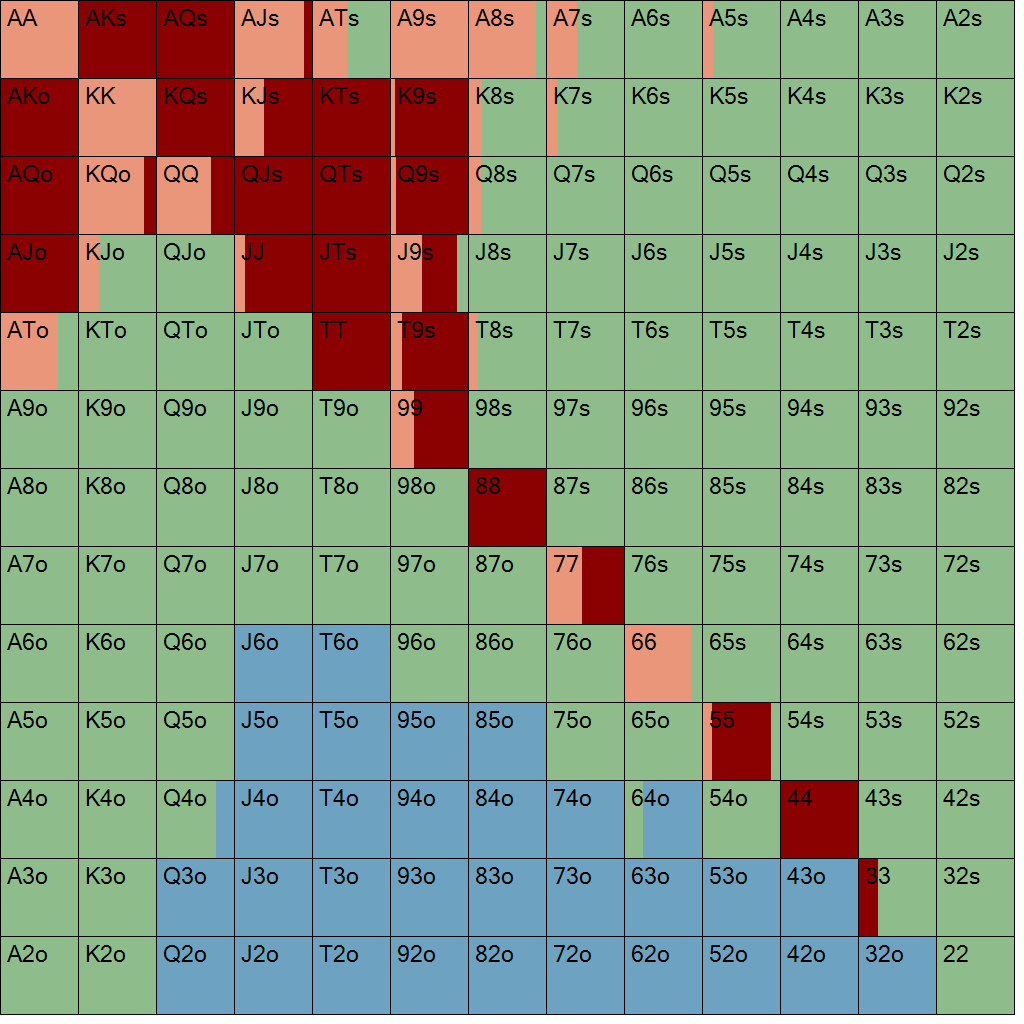 AA AKs AQs AJs ATs A9s A8s A7s A6s A5s A4s A3s A2s
AKo KK KQs KJs KTs K9s K8s K7s K6s K5s K4s K3s K2s
AQo KQo QQ QJs QTs Q9s Q8s Q7s Q6s Q5s Q4s Q3s Q2s
AJo KJo QJo JJ JTs J9s J8s J7s J6s J5s J4s J3s J2s
ATo KTo QTo JTo TT T9s T8s T7s T6s T5s T4s T3s T2s
A9o K9o Q9o J9o T9o 99 98s 97s 96s 95s 94s 93s 92s
A8o K8o Q8o J8o T8o 98o 88 87s 86s 85s 84s 83s 82s
A7o K7o Q7o J7o T7o 97o 87o 77 76s 75s 74s 73s 72s
A6o K6o Q6o J6o T6o 96o 86o 76o 66 65s 64s 63s 62s
A5o K5o Q5o J5o T5o 95o 85o 75o 65o 55 54s 53s 52s
A4o K4o Q4o J4o T4o 94o 84o 74o 64o 54o 44 43s 42s
A3o K3o Q3o J3o T3o 93o 83o 73o 63o 53o 43o 33 32s
A2o K2o Q2o J2o T2o 92o 82o 72o 62o 52o 42o 32o 22